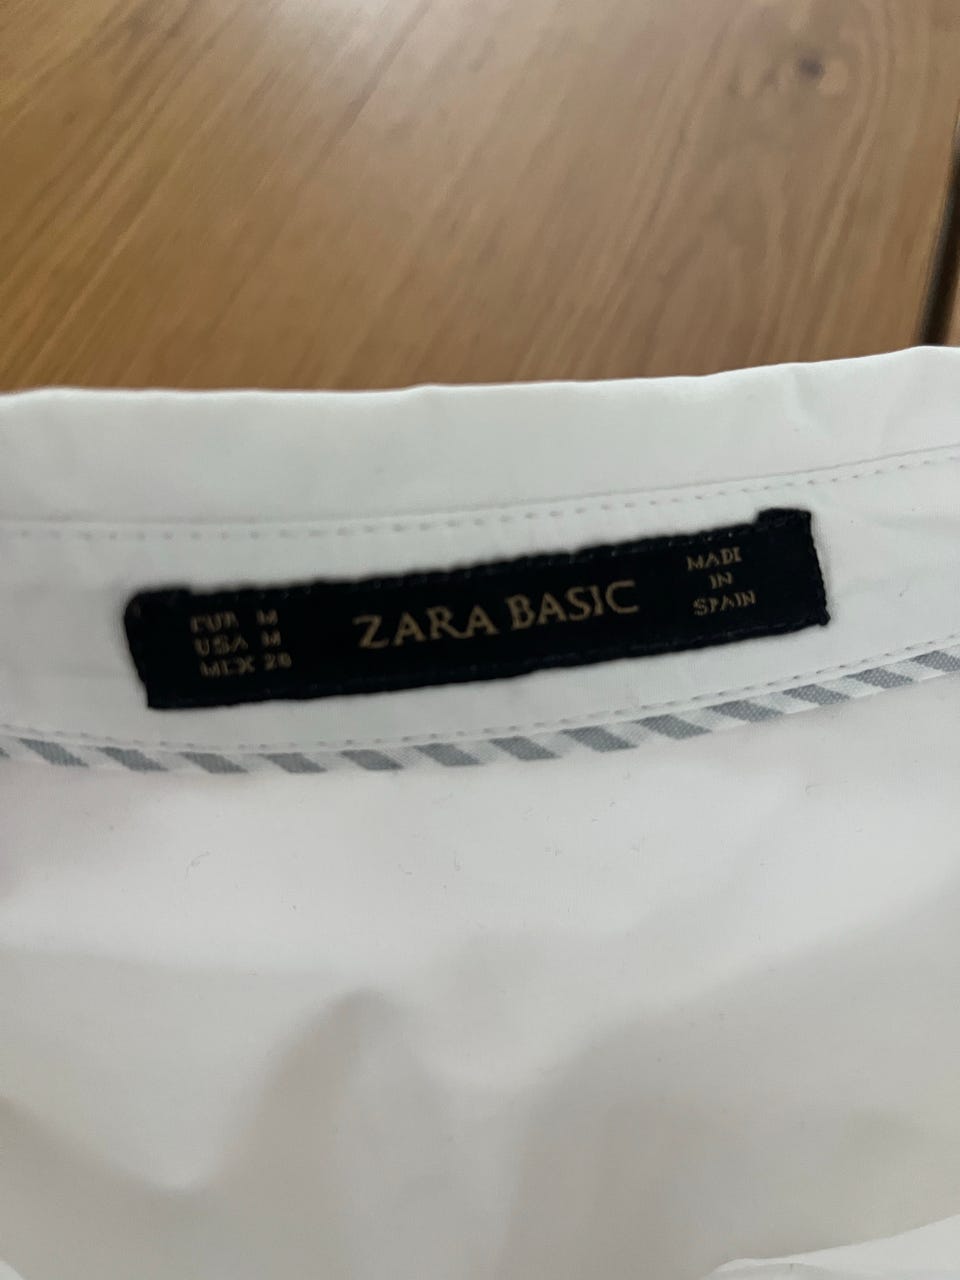 EUR M
USA M
MEX 28
ZARA BASIC
MADE
IN
SPAIN